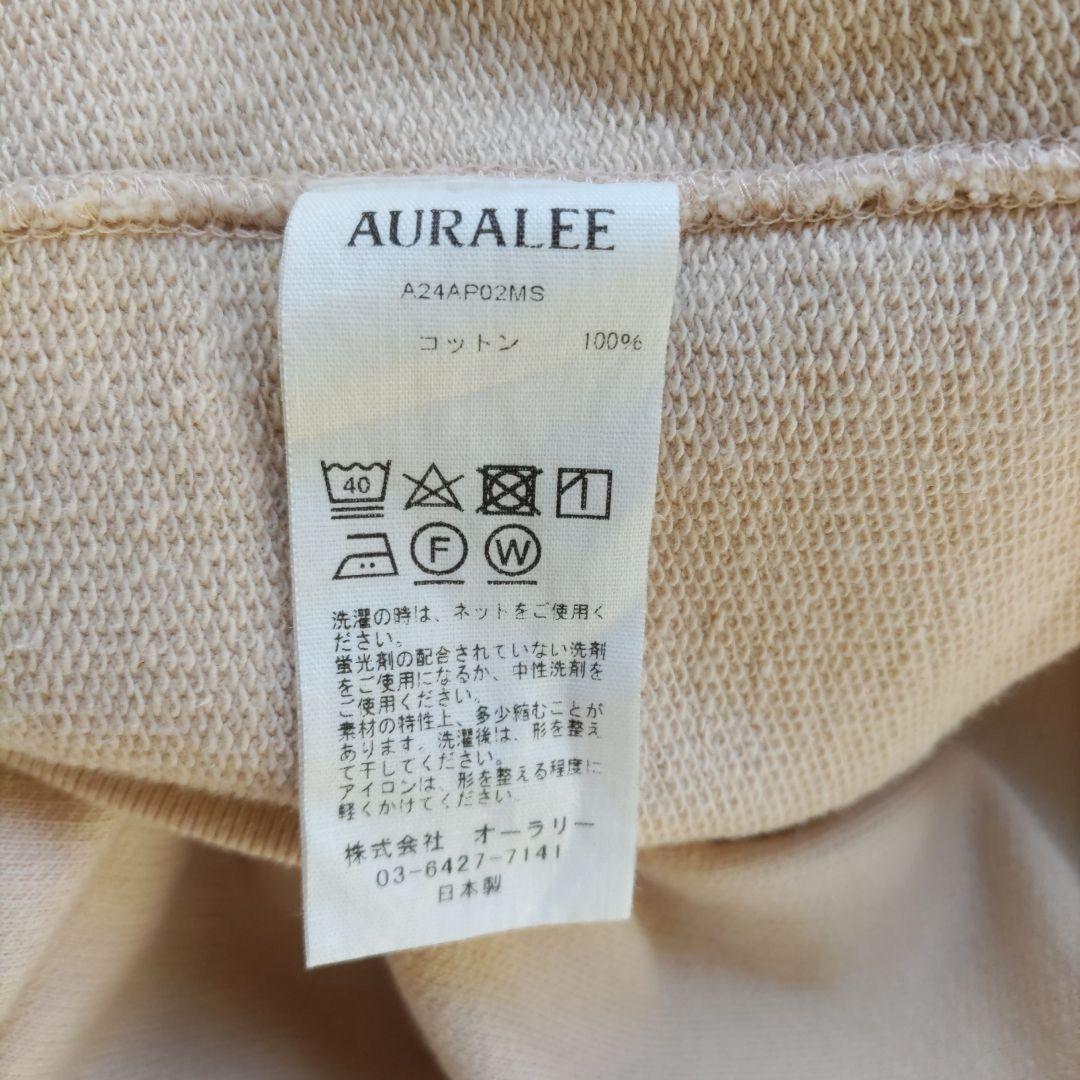 AURALEE
A24AP02MS
コットン 100%
40
F W
洗濯の時は、ネットをご使用く
ださい。
蛍光剤の配合されていない洗剤
をご使用になるか、中性洗剤を
ご使用ください。
素材の特性上、多少縮むことが
あります。洗濯後は、形を整え
て干してください。
アイロンは、形を整える程度に
軽くかけてください。
株式会社 オーラリー
03-6427-7141
日本製